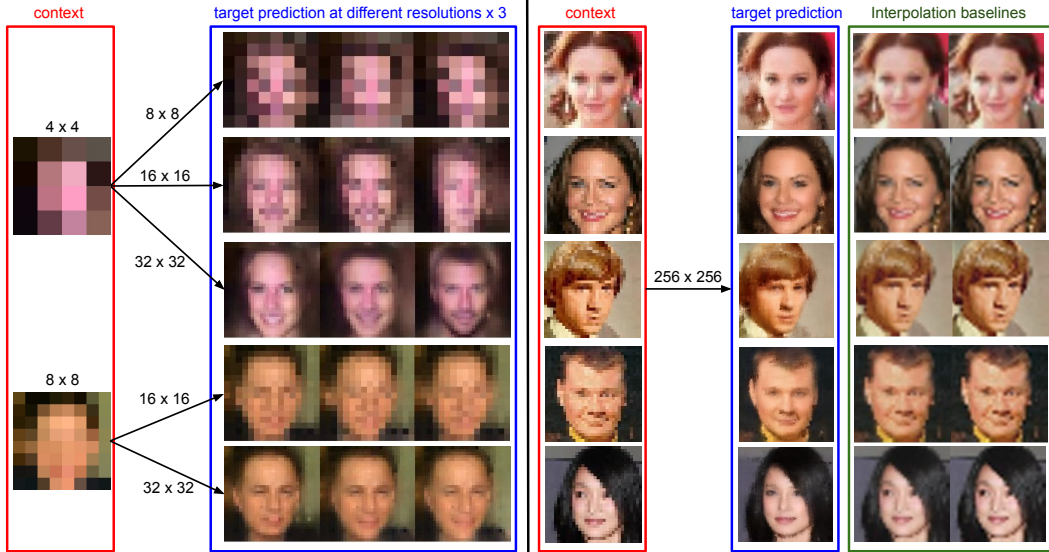 context
target prediction at different resolutions x 3
context
target prediction
Interpolation baselines
4 x 4
8 x 8
16 x 16
32 x 32
256 x 256
8 x 8
16 x 16
32 x 32